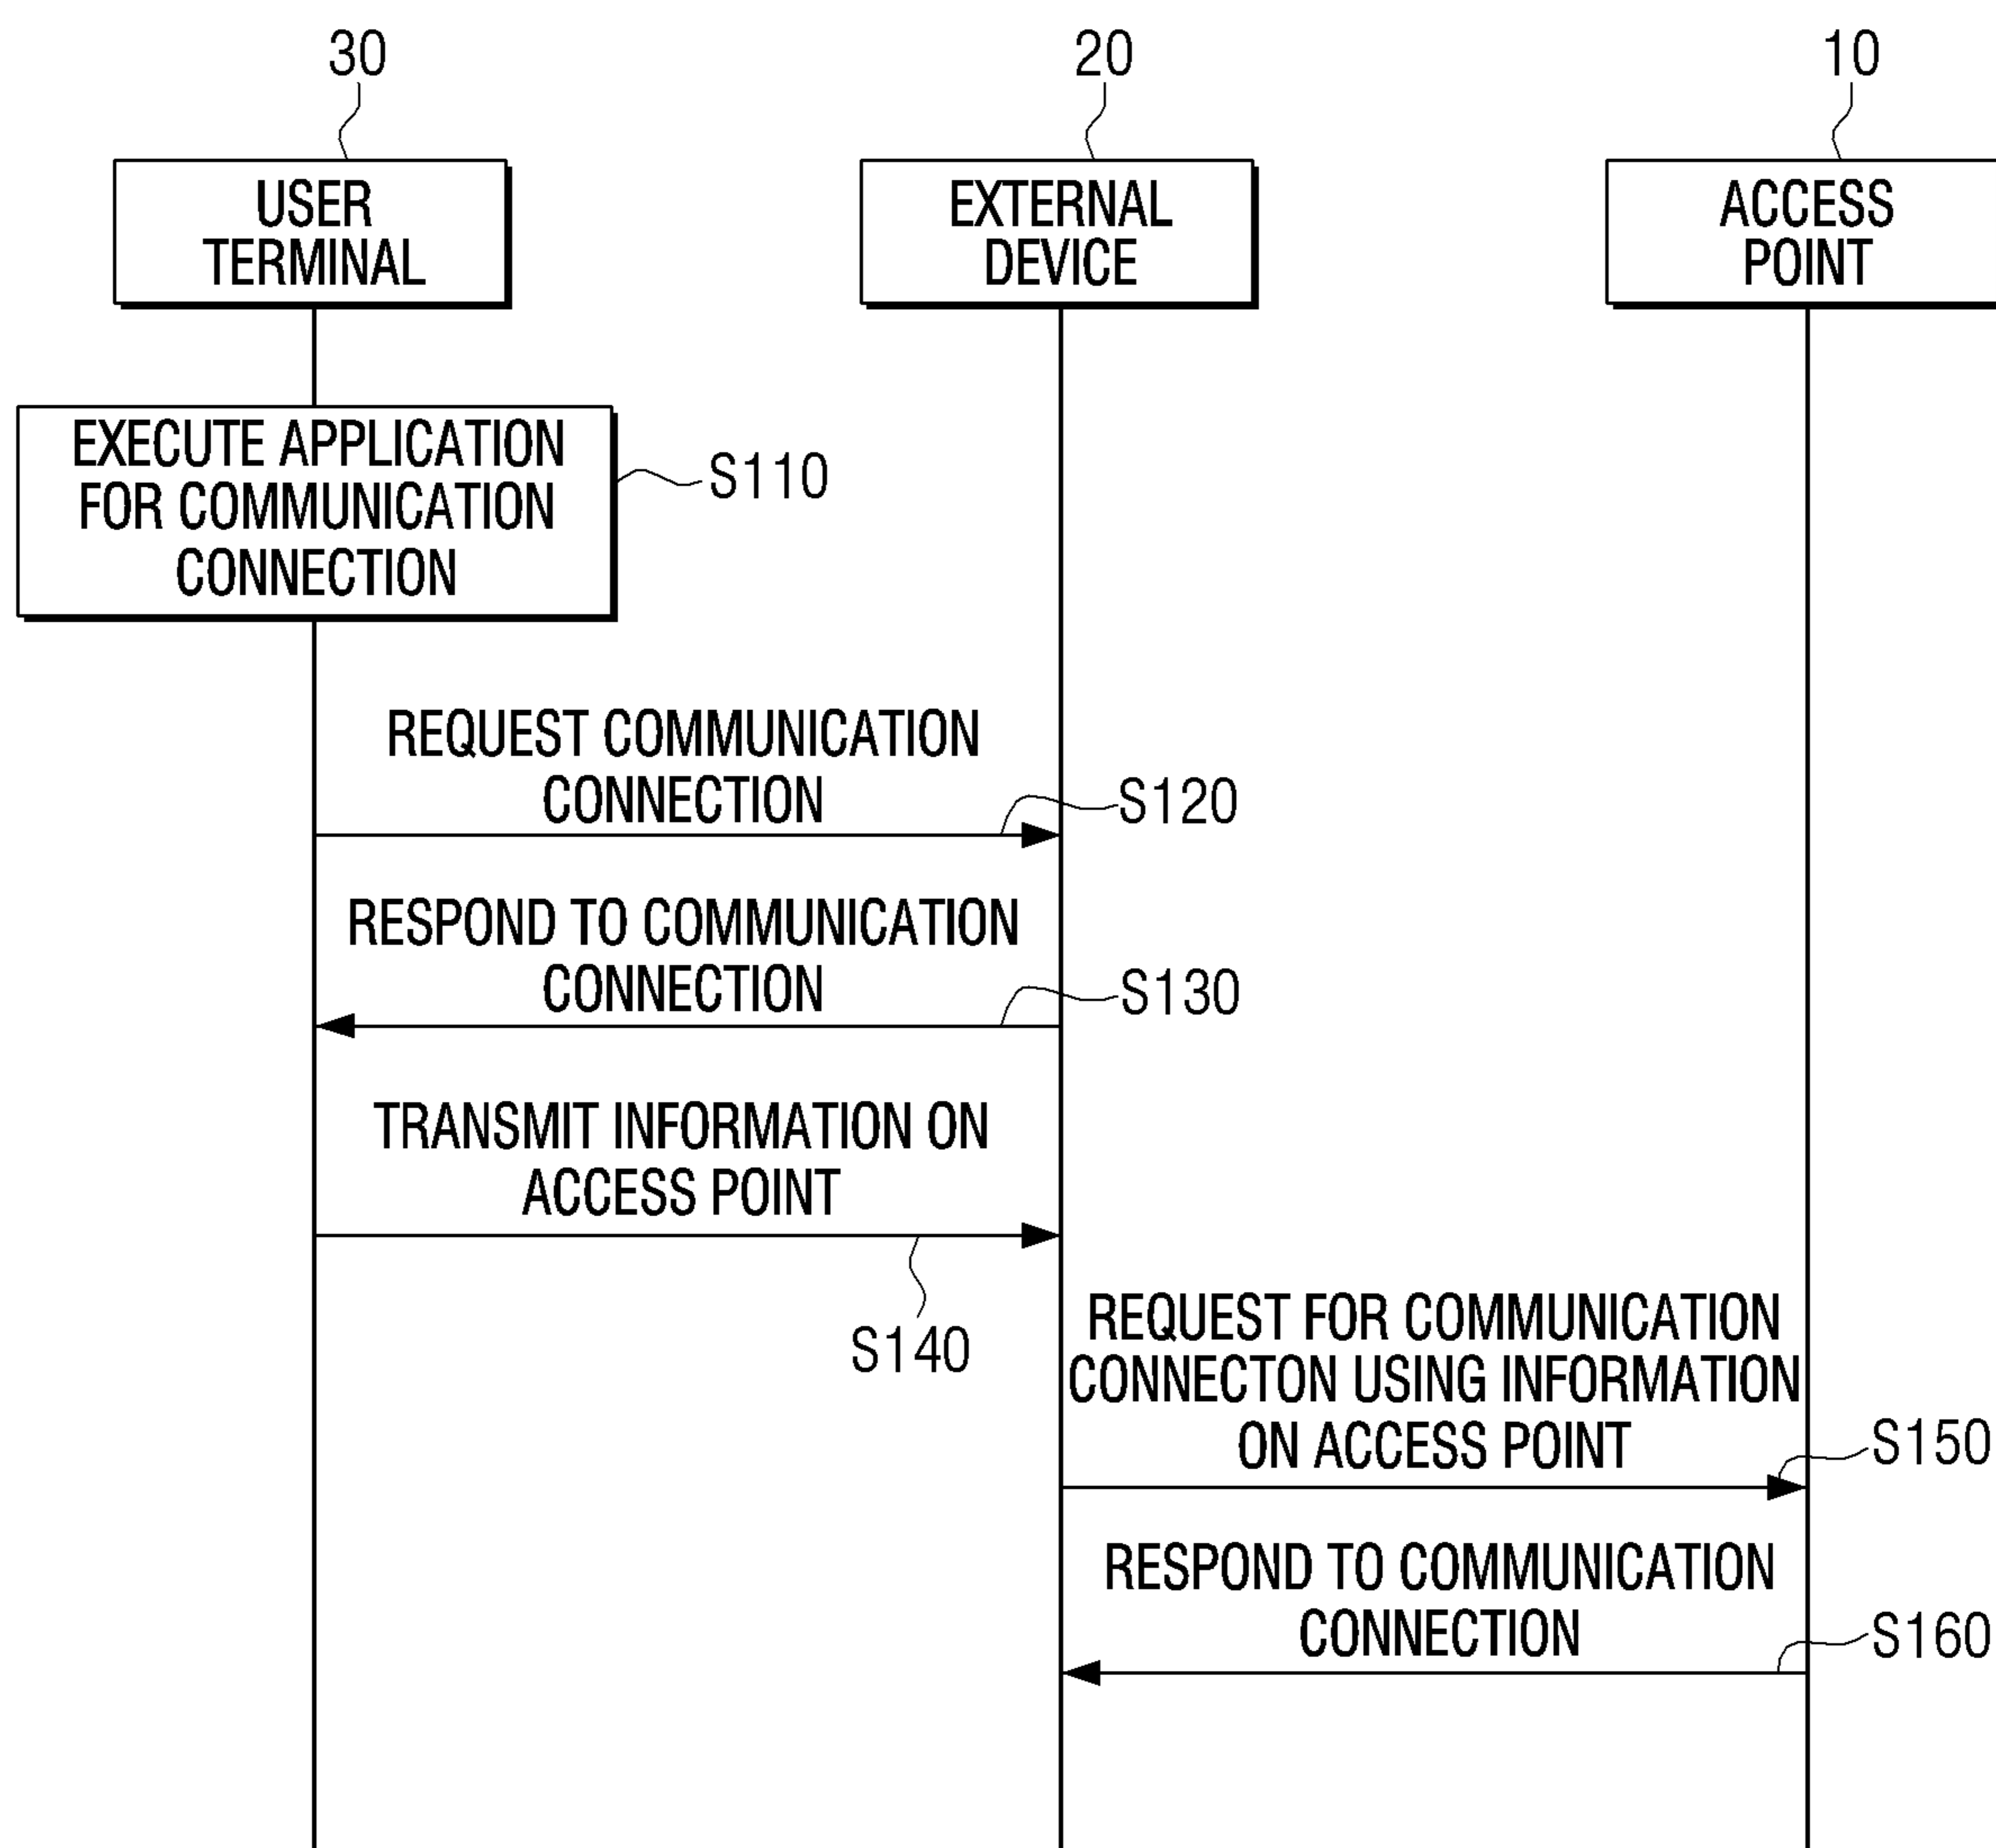 30
20
10
USER
TERMINAL
EXTERNAL
DEVICE
ACCESS
POINT
EXECUTE APPLICATION
FOR COMMUNICATION
CONNECTION
S110
REQUEST COMMUNICATION
CONNECTION
S120
RESPOND TO COMMUNICATION
CONNECTION
S130
TRANSMIT INFORMATION ON
ACCESS POINT
S140
REQUEST FOR COMMUNICATION
CONNECTON USING INFORMATION
ON ACCESS POINT
S150
RESPOND TO COMMUNICATION
CONNECTION
S160